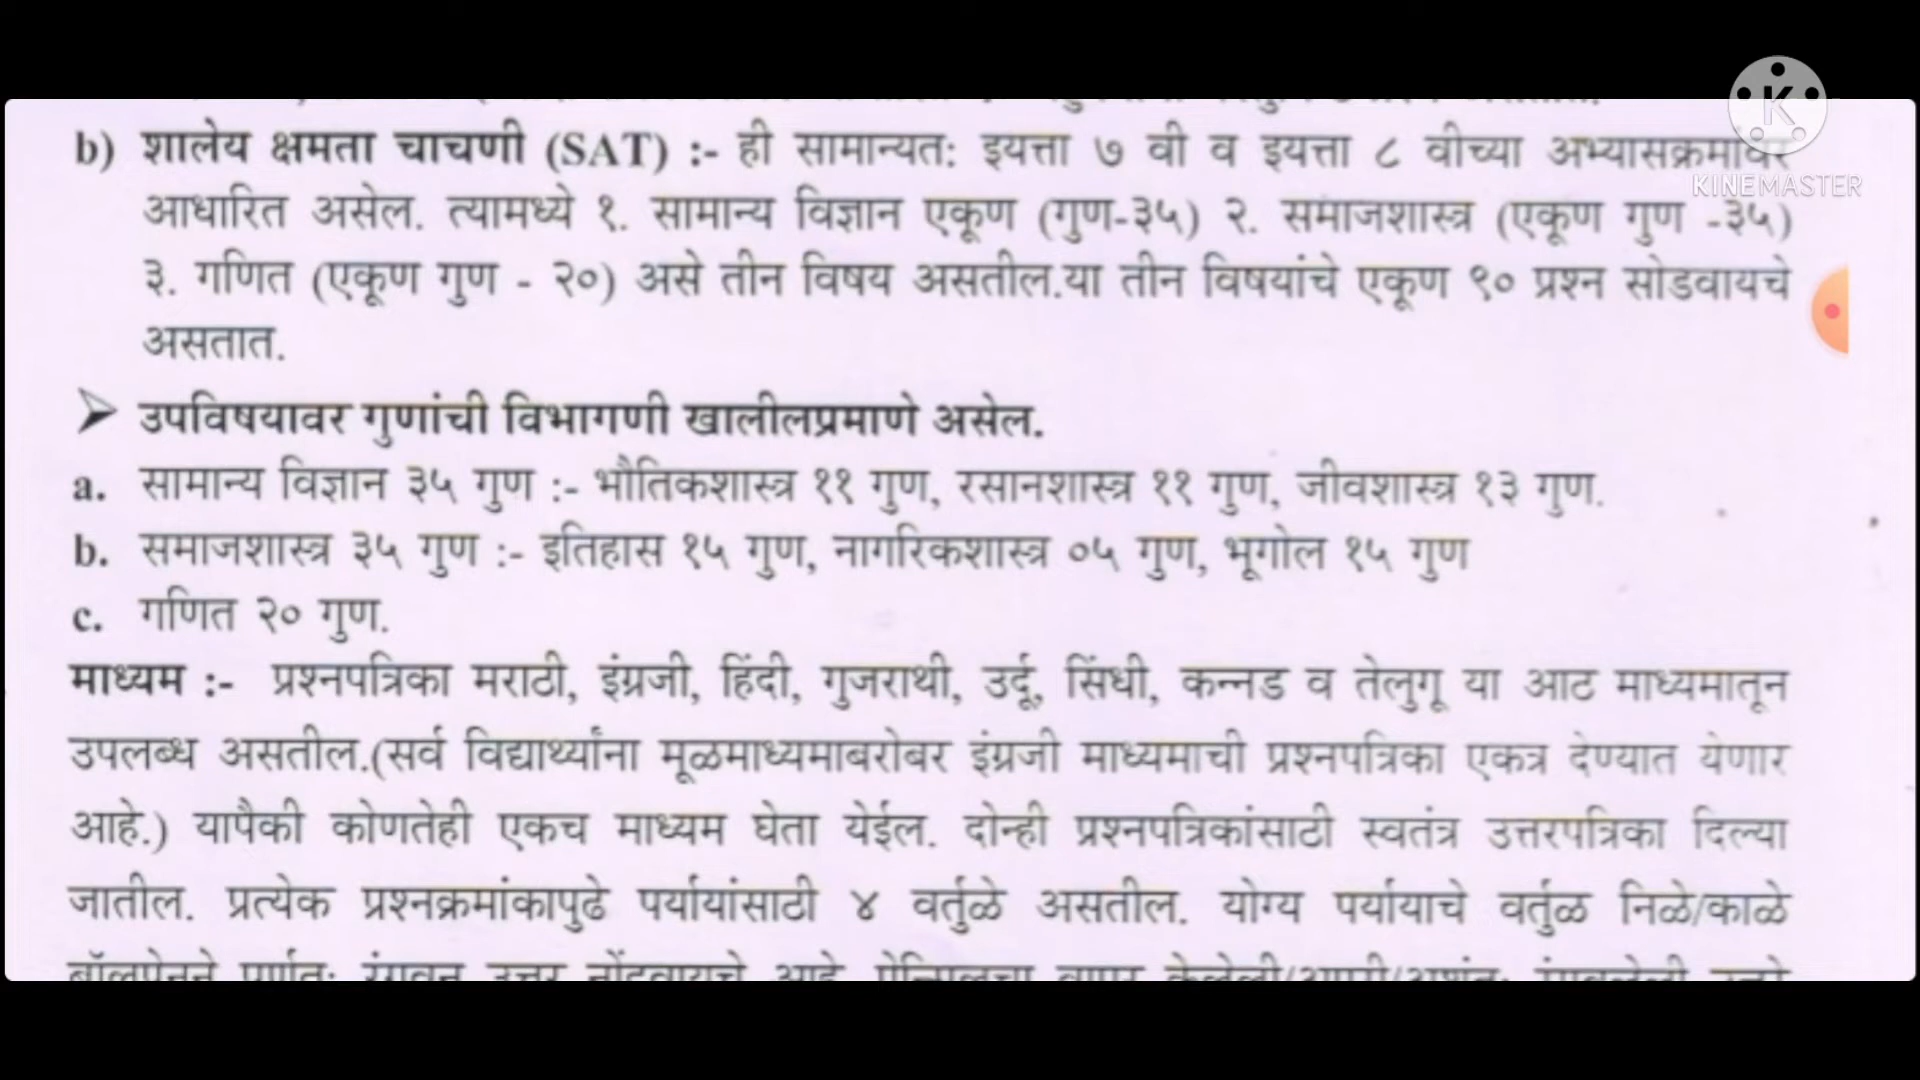 b) शालेय क्षमता चाचणी (SAT) :- ही सामान्यत: इयत्ता ७ वी व इयत्ता ८ वीच्या अभ्यासक्रमावर
KINEMASTER
आधारित असेल. त्यामध्ये १. सामान्य विज्ञान एकूण (गुण-३५) २. समाजशास्त्र (एकूण गुण -३५)
३. गणित (एकूण गुण - २०) असे तीन विषय असतील.या तीन विषयांचे एकूण ९० प्रश्न सोडवायचे
असतात.
➤ उपविषयावर गुणांची विभागणी खालीलप्रमाणे असेल.
a. सामान्य विज्ञान ३५ गुण :- भौतिकशास्त्र ११ गुण, रसानशास्त्र ११ गुण, जीवशास्त्र १३ गुण.
b. समाजशास्त्र ३५ गुण :- इतिहास १५ गुण, नागरिकशास्त्र ०५ गुण, भूगोल १५ गुण
c. गणित २० गुण.
माध्यम :- प्रश्नपत्रिका मराठी, इंग्रजी, हिंदी, गुजराथी, उर्दू, सिंधी, कन्नड व तेलुगू या आट माध्यमातून
उपलब्ध असतील.(सर्व विद्यार्थ्यांना मूळमाध्यमाबरोबर इंग्रजी माध्यमाची प्रश्नपत्रिका एकत्र देण्यात येणार
आहे.) यापैकी कोणतेही एकच माध्यम घेता येईल. दोन्ही प्रश्नपत्रिकांसाठी स्वतंत्र उत्तरपत्रिका दिल्या
जातील. प्रत्येक प्रश्नक्रमांकापुढे पर्यायांसाठी ४ वर्तुळे असतील. योग्य पर्यायाचे वर्तुळ निळे/काळे